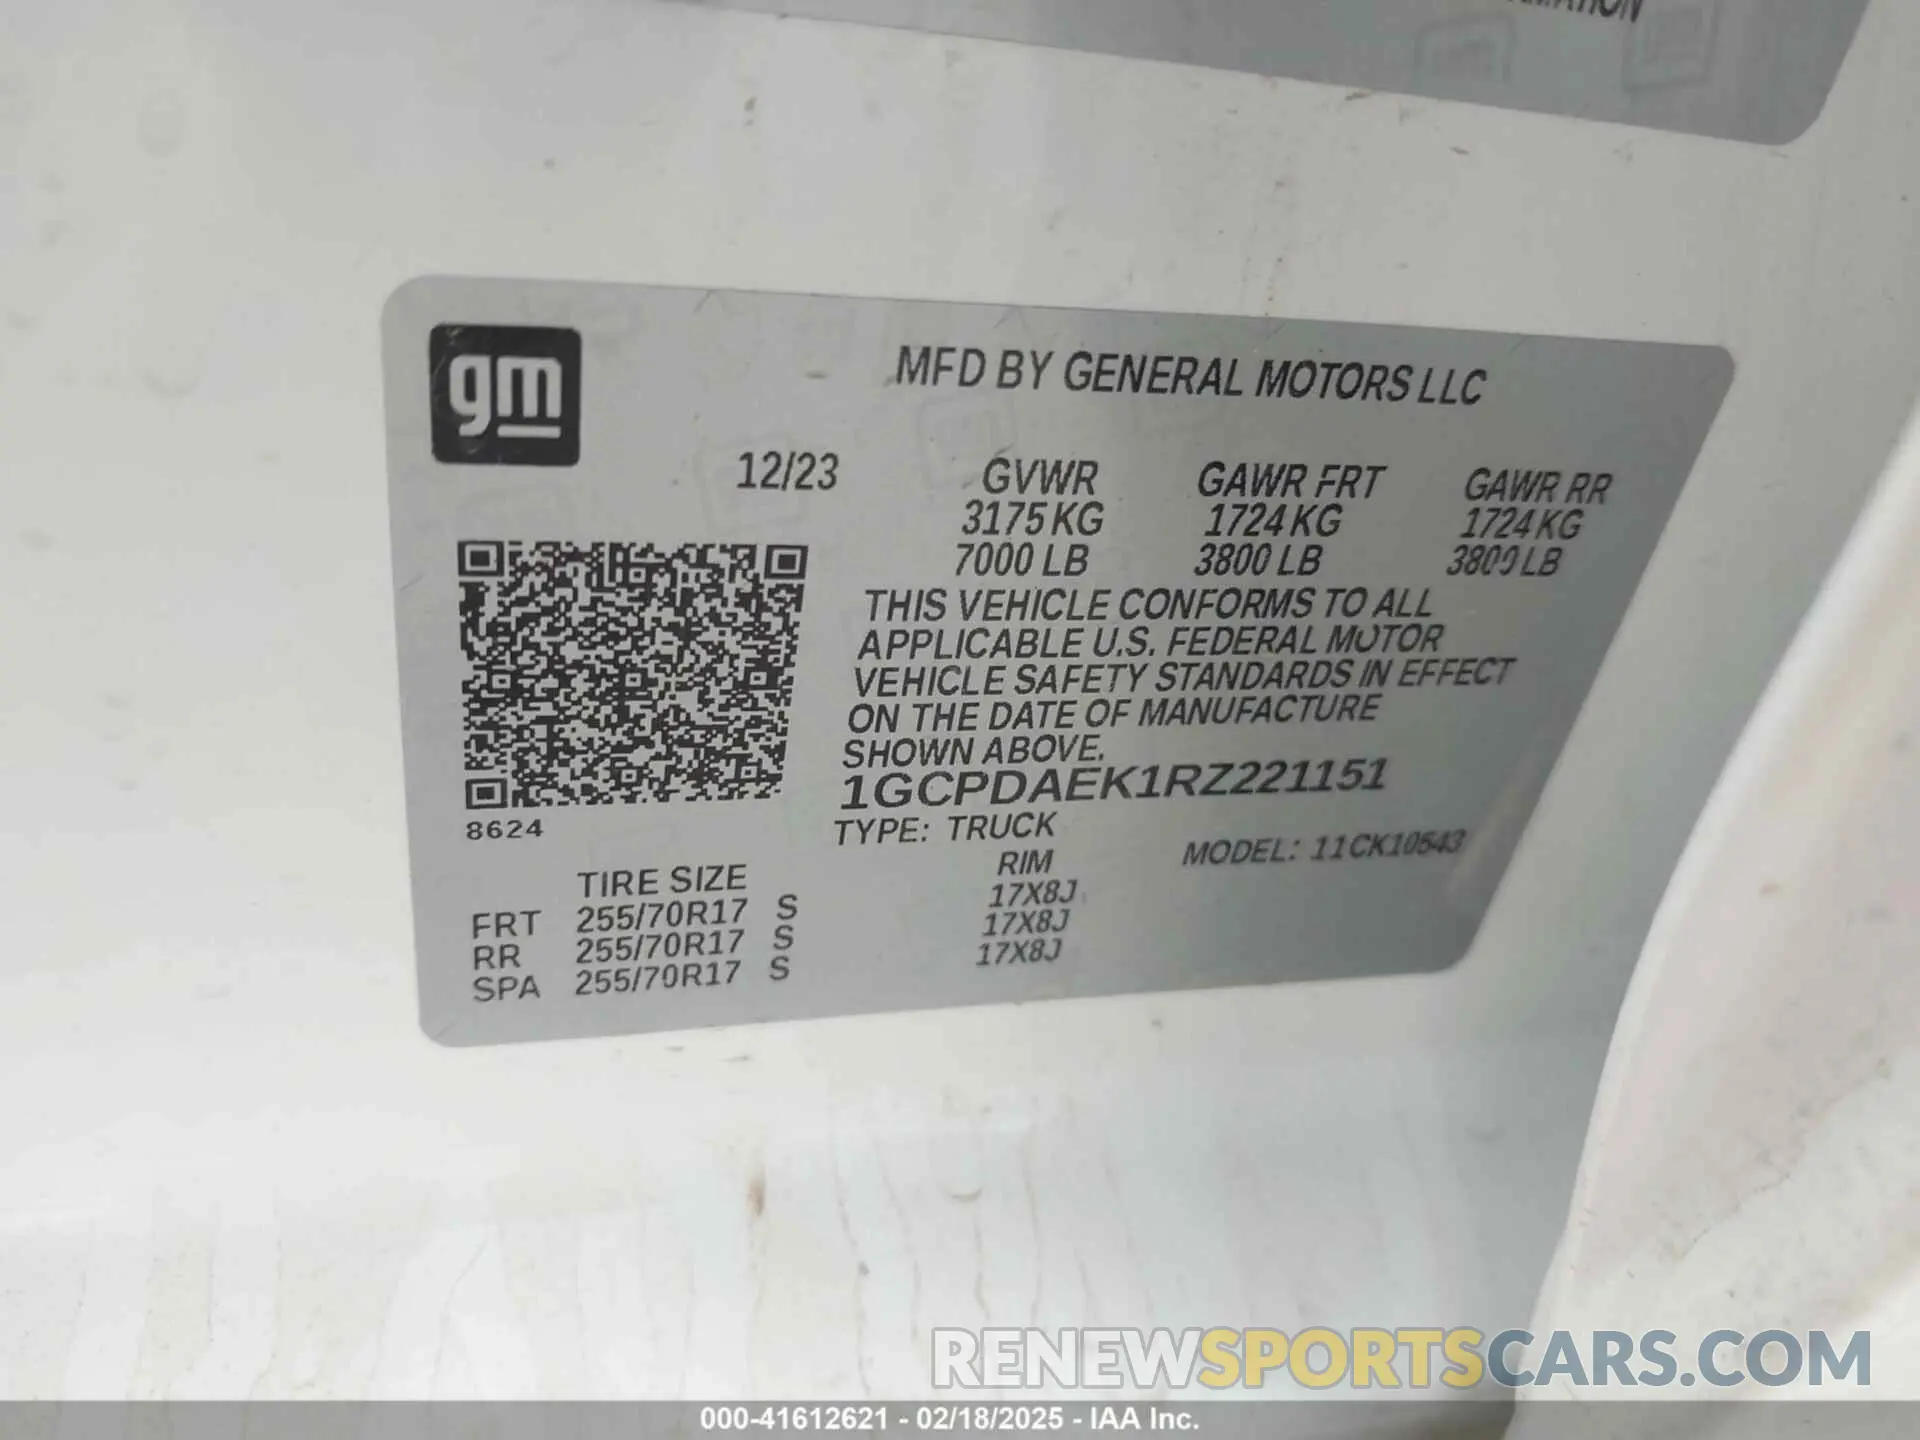 gm
MFD BY GENERAL MOTORS LLC
12/23 GVWR GAWR FRT GAWR RR
3175 KG 1724 KG 1724 KG
7000 LB 3800 LB 3800 LB
THIS VEHICLE CONFORMS TO ALL
APPLICABLE U.S. FEDERAL MOTOR
VEHICLE SAFETY STANDARDS IN EFFECT
ON THE DATE OF MANUFACTURE
SHOWN ABOVE.
1GCPDAEK1RZ221151
8624
TYPE: TRUCK MODEL: 11CK10543
TIRE SIZE RIM
FRT 255/70R17 S 17X8J
RR 255/70R17 S 17X8J
SPA 255/70R17 S 17X8J
RENEWSPORTSCARS.COM
000-41612621 - 02/18/2025 - IAA Inc.